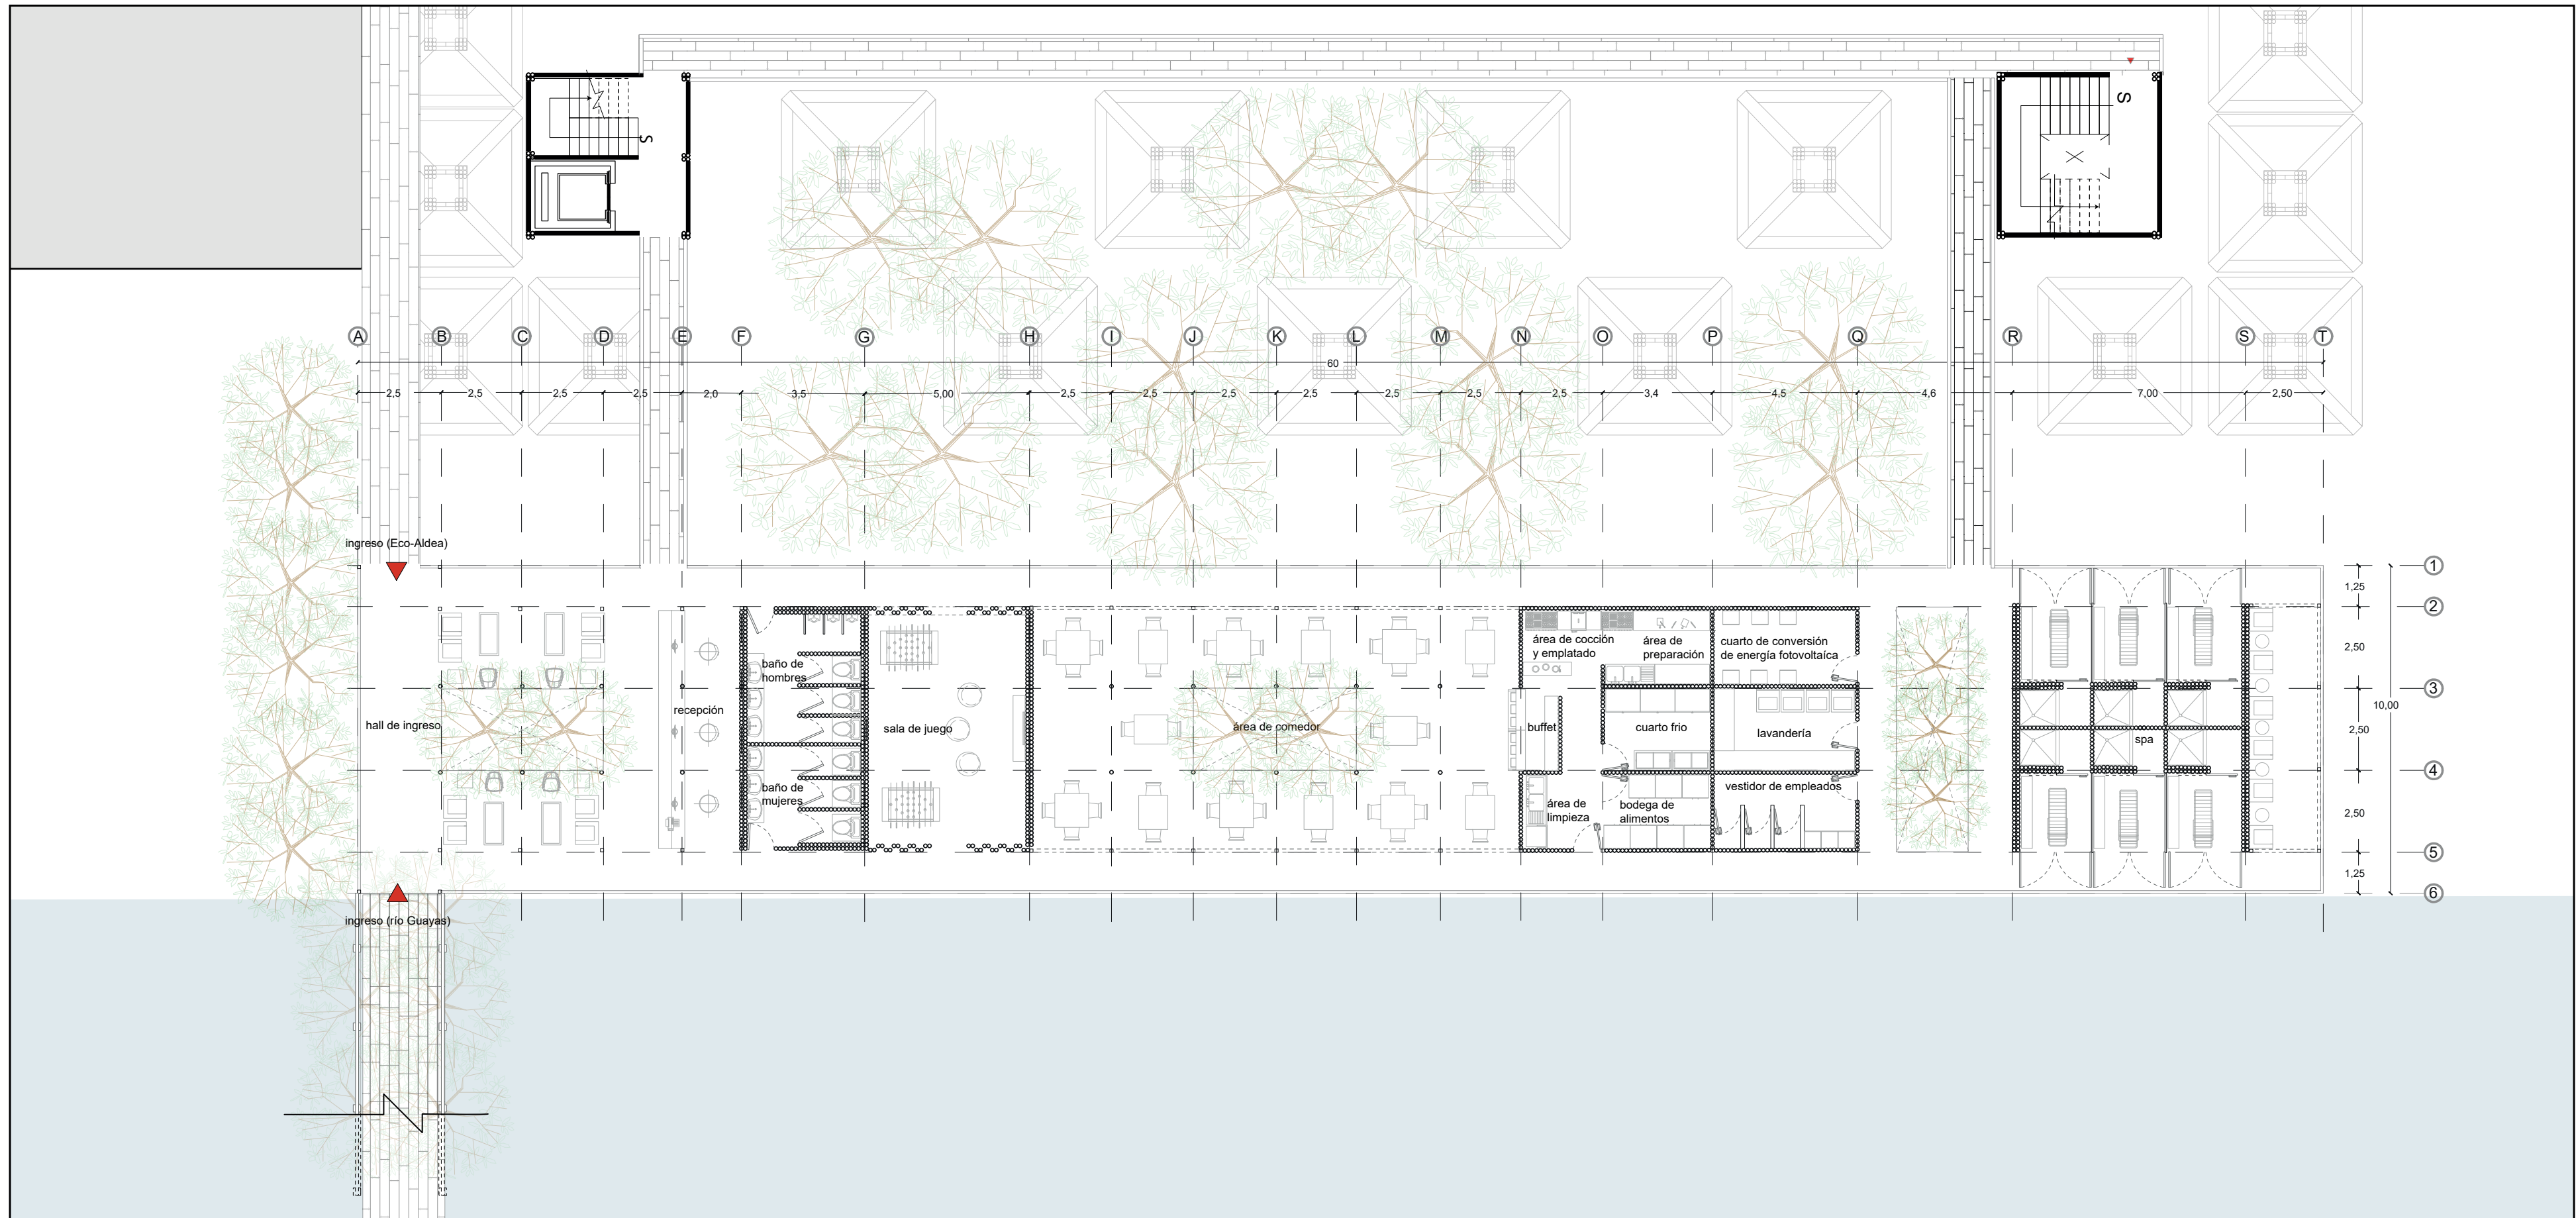 S
S
A B C D E F G H I J K L M N O P Q R S T
60
2,5 2,5 2,5 2,5 2,0 3,5 5,00 2,5 2,5 2,5 2,5 2,5 2,5 2,5 3,4 4,5 4,6 7,00 2,50
ingreso (Eco-Aldea)
1
1,25
2
2,50
3
10,00
2,50
4
2,50
5
1,25
6
hall de ingreso
recepción
baño de
hombres
baño de
mujeres
sala de juego
área de comedor
área de cocción
y emplatado
área de
preparación
cuarto de conversión
de energía fotovoltaíca
buffet
cuarto frio
lavandería
área de
limpieza
bodega de
alimentos
vestidor de empleados
spa
ingreso (río Guayas)